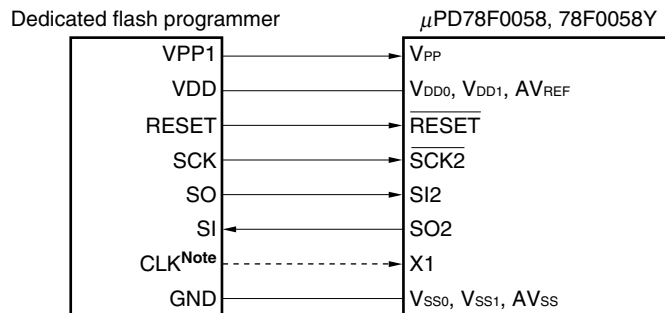 Dedicated flash programmer μPD78F0058, 78F0058Y
VPP1 VPP
VDD VDD0, VDD1, AVREF
RESET RESET
SCK SCK2
SO SI2
SI SO2
CLKNote X1
GND VSS0, VSS1, AVSS